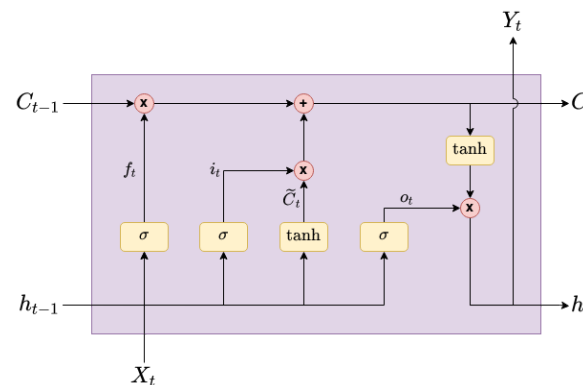 Y_t
C_{t-1} x + C
tanh
f_t i_t x
C̃_t o_t x
σ σ tanh σ
h_{t-1} h
X_t